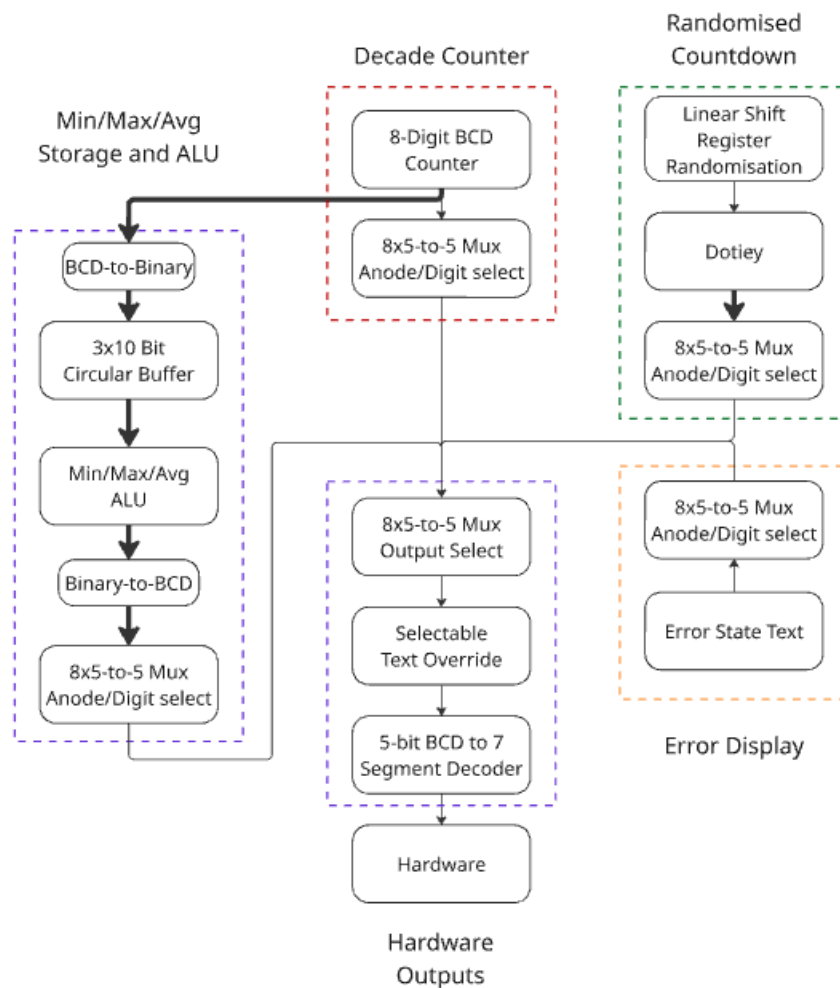 Min/Max/Avg
Storage and ALU
BCD-to-Binary
3x10 Bit
Circular Buffer
Min/Max/Avg
ALU
Binary-to-BCD
8x5-to-5 Mux
Anode/Digit select
Decade Counter
8-Digit BCD
Counter
8x5-to-5 Mux
Anode/Digit select
8x5-to-5 Mux
Output Select
Selectable
Text Override
5-bit BCD to 7
Segment Decoder
Hardware
Hardware
Outputs
Randomised
Countdown
Linear Shift
Register
Randomisation
Dotiey
8x5-to-5 Mux
Anode/Digit select
8x5-to-5 Mux
Anode/Digit select
Error State Text
Error Display